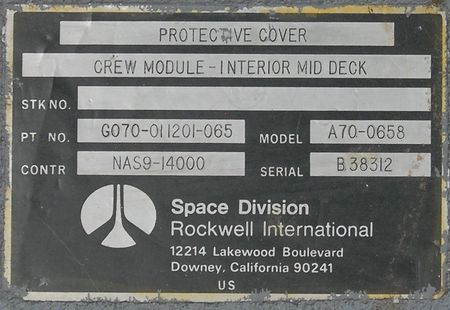 PROTECTIVE COVER
CREW MODULE-INTERIOR MID DECK
STK NO.
PT NO. G070-011201-065 MODEL A70-0658
CONTR NAS9-14000 SERIAL B38312
Space Division
Rockwell International
12214 Lakewood Boulevard
Downey, California 90241
US